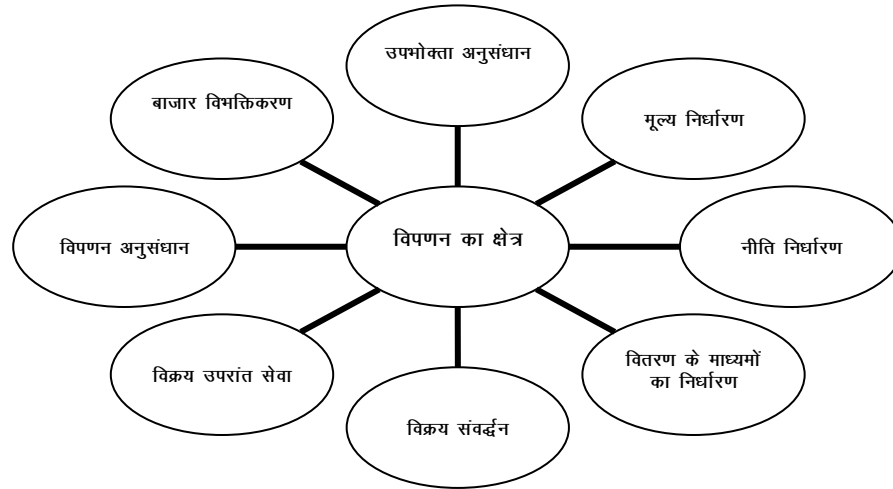 उपभोक्ता अनुसंधान
बाजार विभक्तिकरण
मूल्य निर्धारण
विपणन अनुसंधान
विपणन का क्षेत्र
नीति निर्धारण
विक्रय उपरांत सेवा
वितरण के माध्यमों
का निर्धारण
विक्रय संवर्द्धन